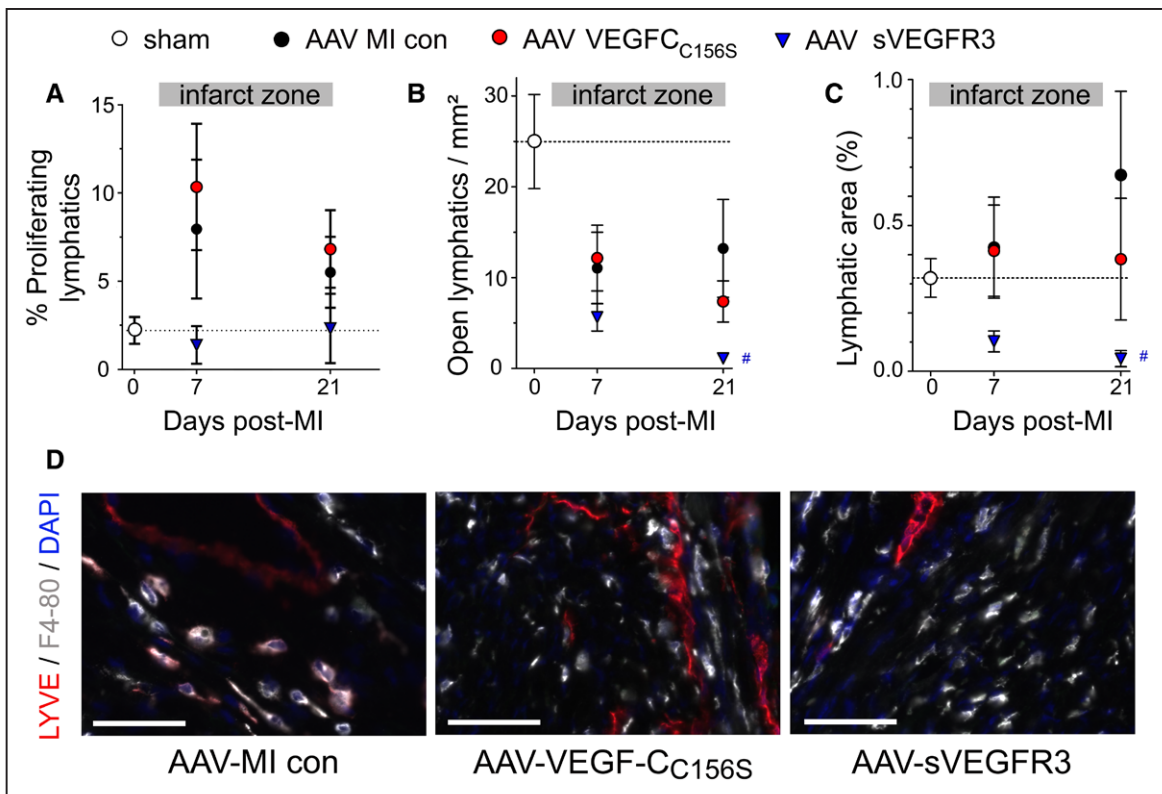 sham AAV MI con AAV VEGFC C156S AAV sVEGFR3
A infarct zone
% Proliferating
lymphatics
15
10
5
0
0 7 21
Days post-MI
B infarct zone
Open lymphatics / mm²
30
20
10
0
0 7 21
#
Days post-MI
C infarct zone
Lymphatic area (%)
1.0
0.5
0.0
0 7 21
#
Days post-MI
D
LYVE / F4-80 / DAPI
AAV-MI con AAV-VEGF-C C156S AAV-sVEGFR3